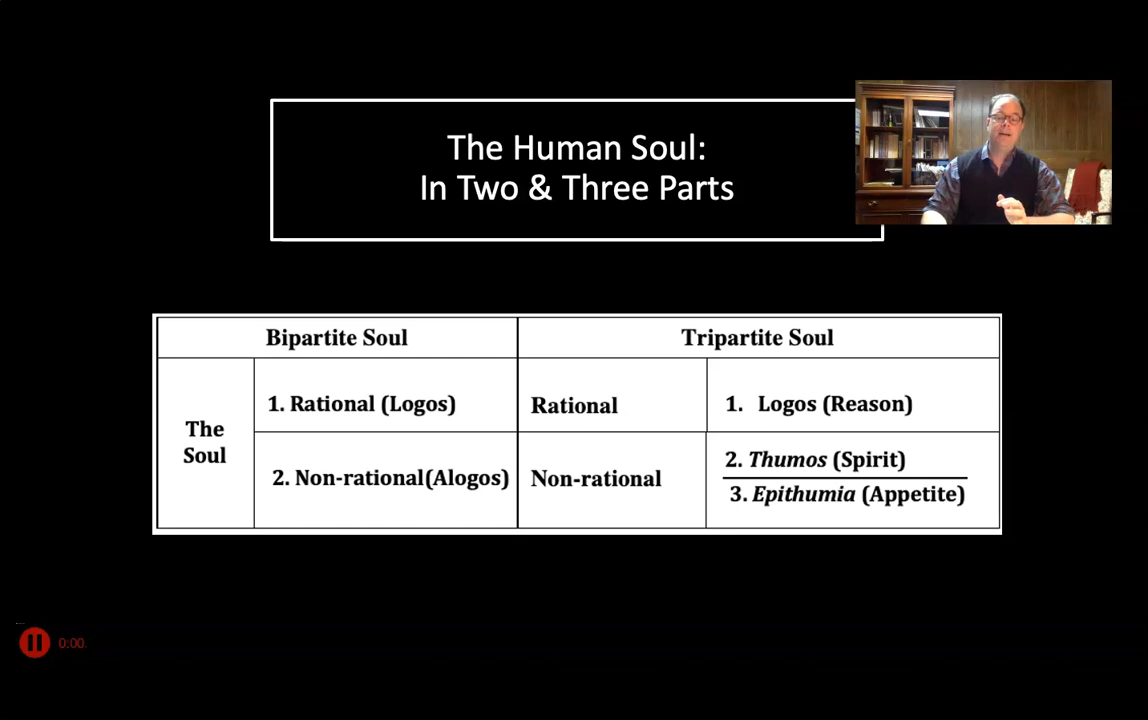 The Human Soul:
In Two & Three Parts
Bipartite Soul
Tripartite Soul
The
Soul
1. Rational (Logos)
Rational
1. Logos (Reason)
2. Non-rational(Alogos)
Non-rational
2. Thumos (Spirit)
3. Epithumia (Appetite)
0:00.